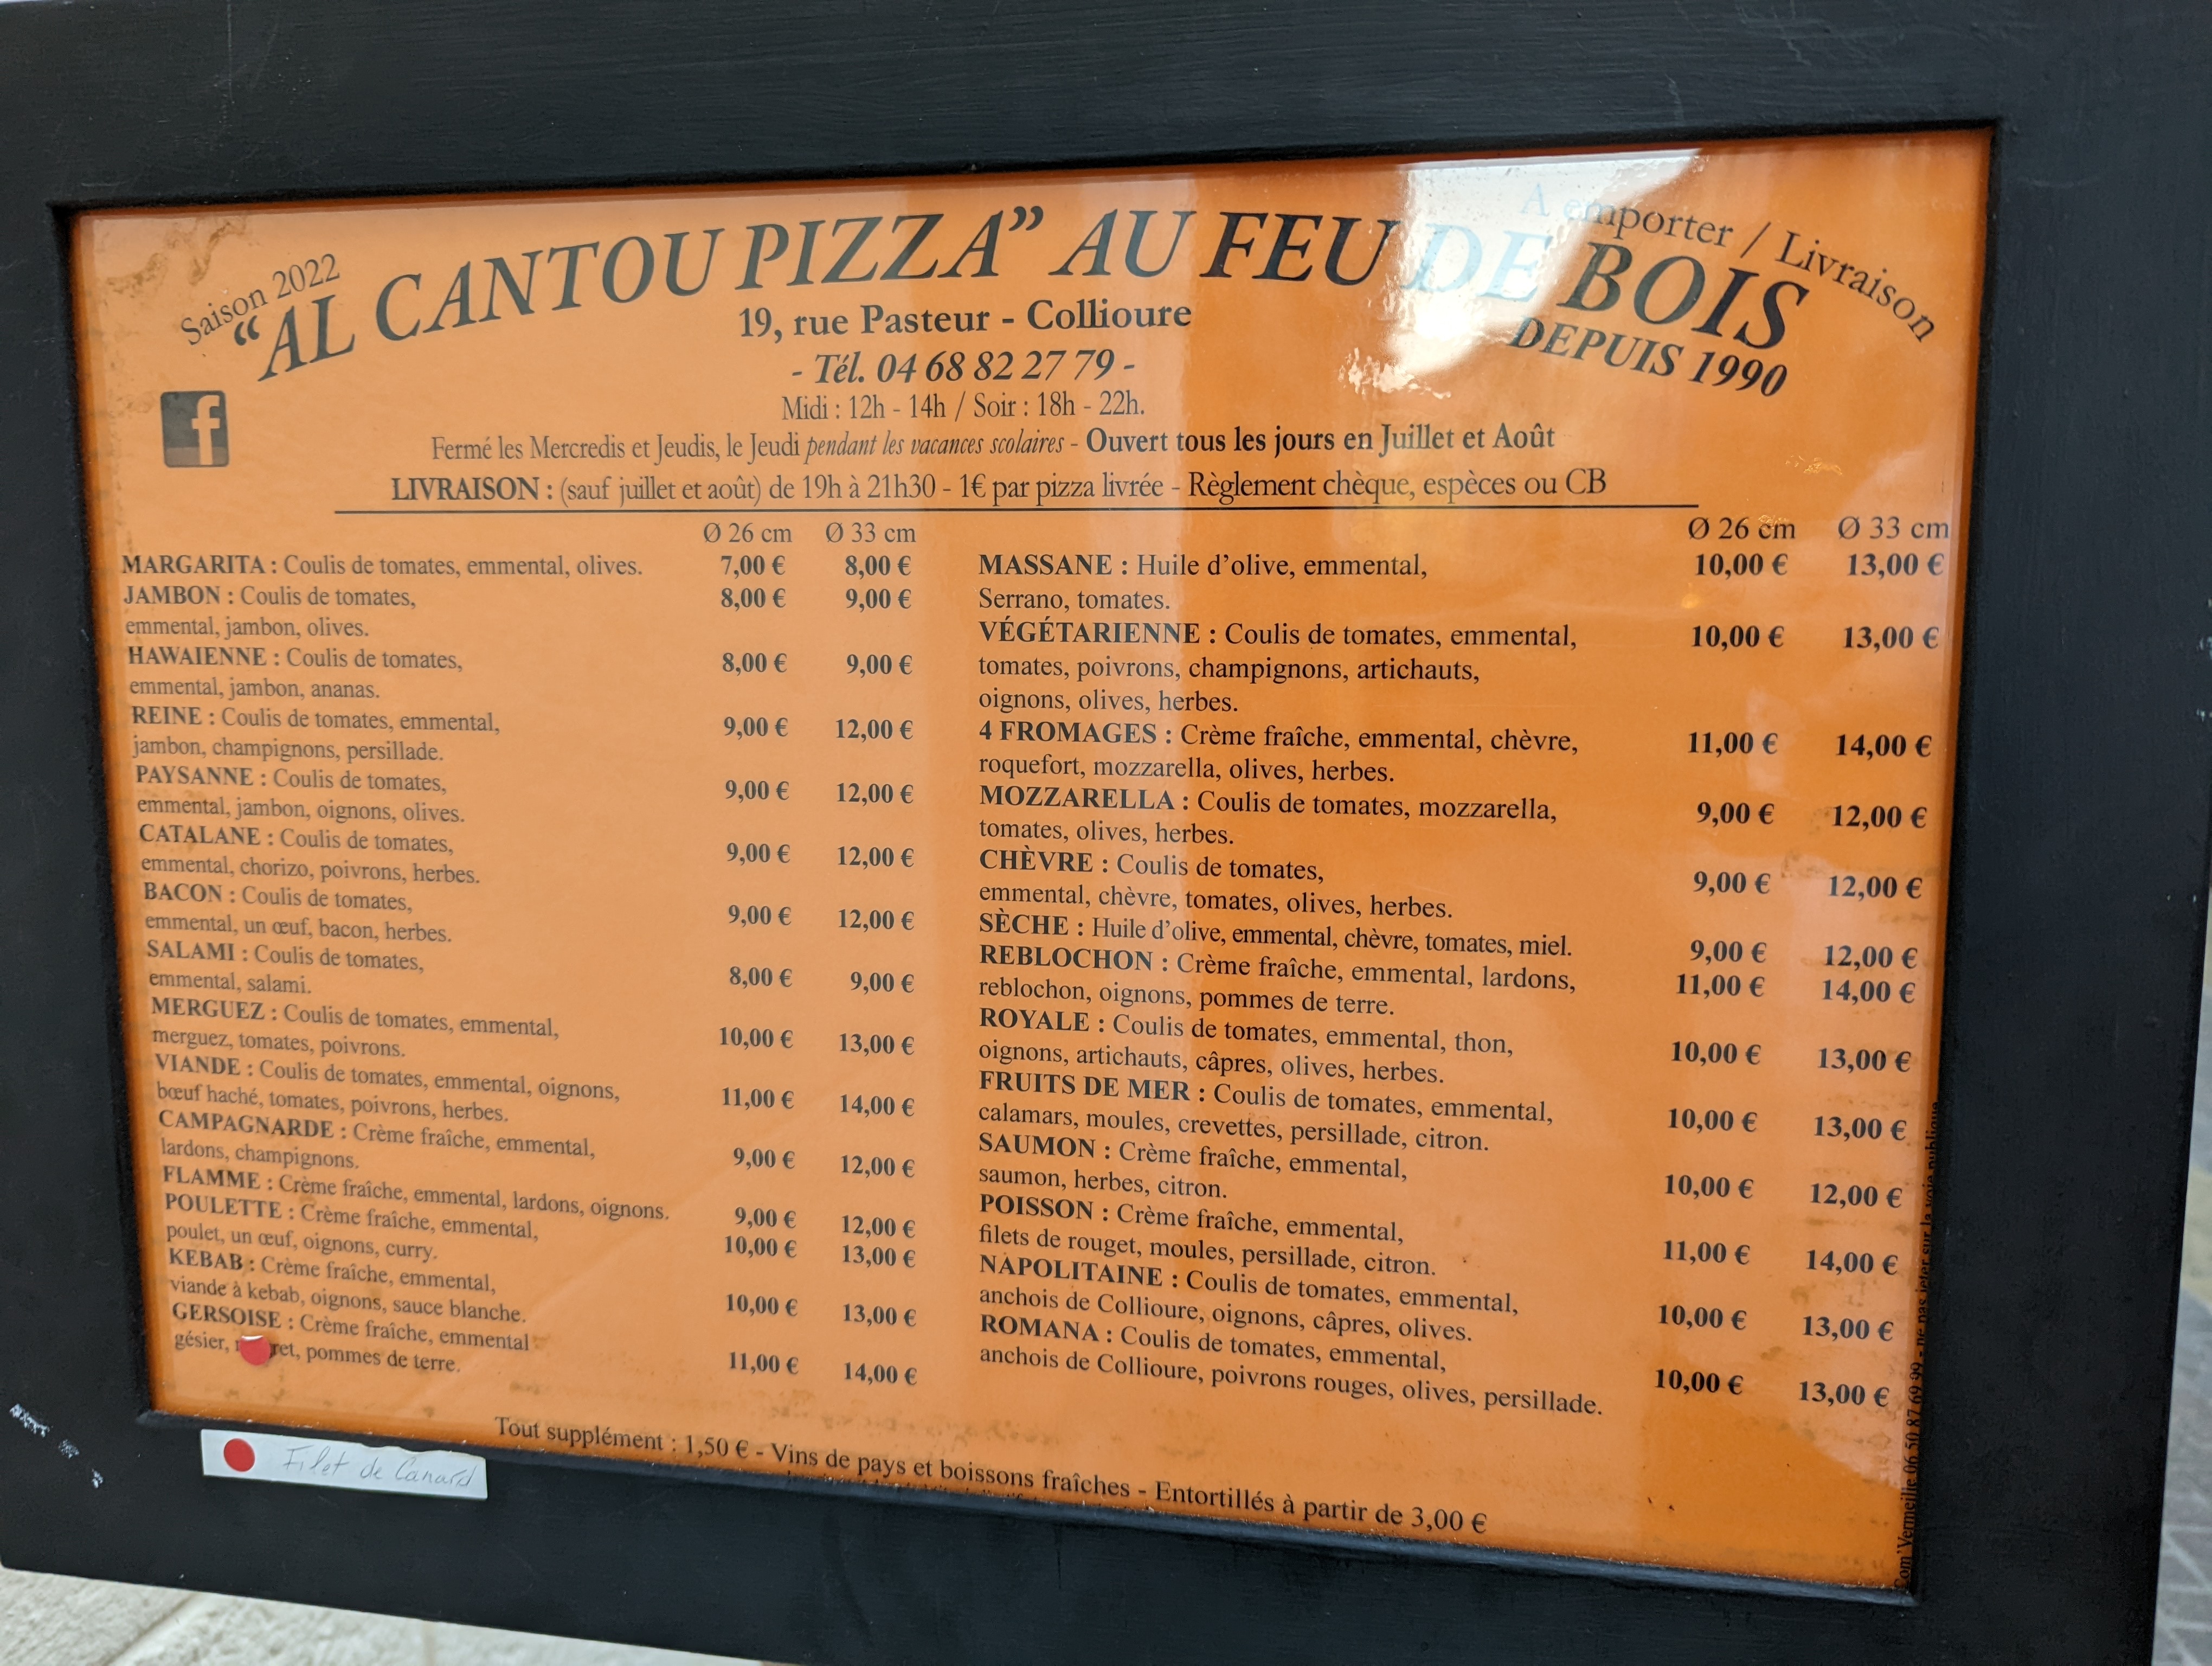 Saison 2022
A emporter / Livraison
“AL CANTOU PIZZA” AU FEU DE BOIS
DEPUIS 1990
19, rue Pasteur - Collioure
- Tél. 04 68 82 27 79 -
Midi : 12h - 14h / Soir : 18h - 22h.
f
Fermé les Mercredis et Jeudis, le Jeudi pendant les vacances scolaires - Ouvert tous les jours en Juillet et Août
LIVRAISON : (sauf juillet et août) de 19h à 21h30 - 1€ par pizza livrée - Règlement chèque, espèces ou CB
Ø 26 cm Ø 33 cm
MARGARITA : Coulis de tomates, emmental, olives. 7,00 € 8,00 €
JAMBON : Coulis de tomates, 8,00 € 9,00 €
emmental, jambon, olives.
HAWAIENNE : Coulis de tomates, 8,00 € 9,00 €
emmental, jambon, ananas.
REINE : Coulis de tomates, emmental, 9,00 € 12,00 €
jambon, champignons, persillade.
PAYSANNE : Coulis de tomates, 9,00 € 12,00 €
emmental, jambon, oignons, olives.
CATALANE : Coulis de tomates, 9,00 € 12,00 €
emmental, chorizo, poivrons, herbes.
BACON : Coulis de tomates, 9,00 € 12,00 €
emmental, un œuf, bacon, herbes.
SALAMI : Coulis de tomates, 8,00 € 9,00 €
emmental, salami.
MERGUEZ : Coulis de tomates, emmental, 10,00 € 13,00 €
merguez, tomates, poivrons.
VIANDE : Coulis de tomates, emmental, oignons, 11,00 € 14,00 €
bœuf haché, tomates, poivrons, herbes.
CAMPAGNARDE : Crème fraîche, emmental, 9,00 € 12,00 €
lardons, champignons.
FLAMME : Crème fraîche, emmental, lardons, oignons. 9,00 € 12,00 €
POULETTE : Crème fraîche, emmental, 10,00 € 13,00 €
poulet, un œuf, oignons, curry.
KEBAB : Crème fraîche, emmental, 10,00 € 13,00 €
viande à kebab, oignons, sauce blanche.
GERSOISE : Crème fraîche, emmental 11,00 € 14,00 €
gésier, pommes de terre.
Ø 26 cm Ø 33 cm
MASSANE : Huile d’olive, emmental, 10,00 € 13,00 €
Serrano, tomates.
VÉGÉTARIENNE : Coulis de tomates, emmental, 10,00 € 13,00 €
tomates, poivrons, champignons, artichauts,
oignons, olives, herbes.
4 FROMAGES : Crème fraîche, emmental, chèvre, 11,00 € 14,00 €
roquefort, mozzarella, olives, herbes.
MOZZARELLA : Coulis de tomates, mozzarella, 9,00 € 12,00 €
tomates, olives, herbes.
CHÈVRE : Coulis de tomates, 9,00 € 12,00 €
emmental, chèvre, tomates, olives, herbes.
SÈCHE : Huile d’olive, emmental, chèvre, tomates, miel. 9,00 € 12,00 €
REBLOCHON : Crème fraîche, emmental, lardons, 11,00 € 14,00 €
reblochon, oignons, pommes de terre.
ROYALE : Coulis de tomates, emmental, thon, 10,00 € 13,00 €
oignons, artichauts, câpres, olives, herbes.
FRUITS DE MER : Coulis de tomates, emmental, 10,00 € 13,00 €
calamars, moules, crevettes, persillade, citron.
SAUMON : Crème fraîche, emmental, 10,00 € 12,00 €
saumon, herbes, citron.
POISSON : Crème fraîche, emmental, 11,00 € 14,00 €
filets de rouget, moules, persillade, citron.
NAPOLITAINE : Coulis de tomates, emmental, 10,00 € 13,00 €
anchois de Collioure, oignons, câpres, olives.
ROMANA : Coulis de tomates, emmental, 10,00 € 13,00 €
anchois de Collioure, poivrons rouges, olives, persillade.
Tout supplément : 1,50 € - Vins de pays et boissons fraîches - Entortillés à partir de 3,00 €
Filet de Canard
Com'Vermeille 06 50 87 69 99 - ne pas jeter sur la voie publique